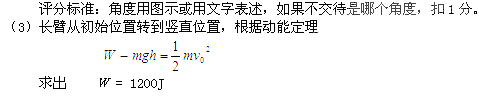 评分标准：角度用图示或用文字表述，如果不交待是哪个角度，扣1分。
（3）长臂从初始位置转到竖直位置，根据动能定理
W − mgh = 1/2 mv₀²
求出 W = 1200J